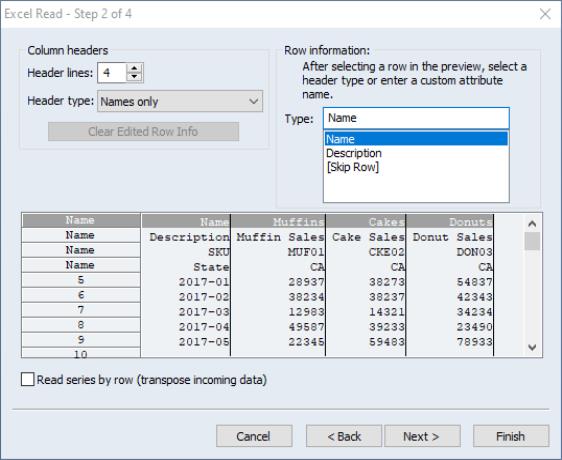 Excel Read - Step 2 of 4
Column headers
Header lines: 4
Header type: Names only
Clear Edited Row Info
Row information:
After selecting a row in the preview, select a
header type or enter a custom attribute
name.
Type: Name
Name
Description
[Skip Row]
Name Name Muffins Cakes Donuts
Name Description Muffin Sales Cake Sales Donut Sales
Name SKU MUF01 CKE02 DON03
Name State CA CA CA
5 2017-01 28937 38273 54837
6 2017-02 38234 38237 42343
7 2017-03 12983 14321 34234
8 2017-04 49587 39233 23490
9 2017-05 22345 59483 78933
10
Read series by row (transpose incoming data)
Cancel < Back Next > Finish